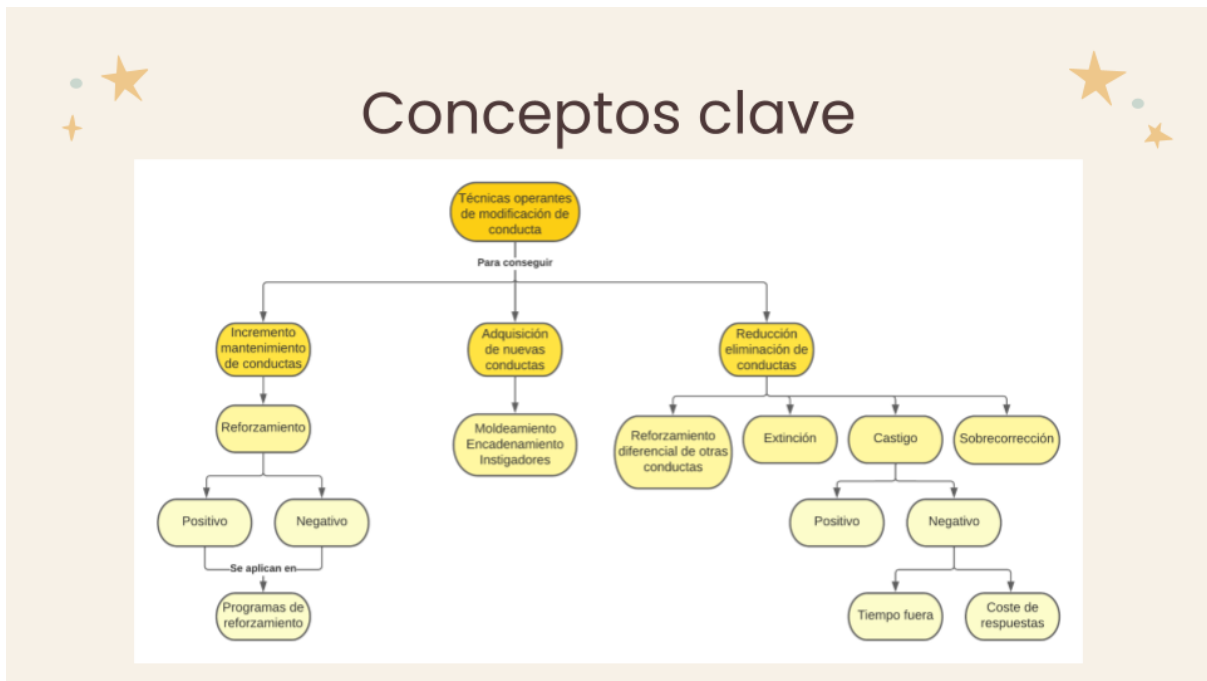 Conceptos clave
Técnicas operantes
de modificación de
conducta
Para conseguir
Incremento
mantenimiento
de conductas
Adquisición
de nuevas
conductas
Reducción
eliminación de
conductas
Reforzamiento
Moldeamiento
Encadenamiento
Instigadores
Reforzamiento
diferencial de otras
conductas
Extinción
Castigo
Sobrecorrección
Positivo
Negativo
Positivo
Negativo
Se aplican en
Programas de
reforzamiento
Tiempo fuera
Coste de
respuestas